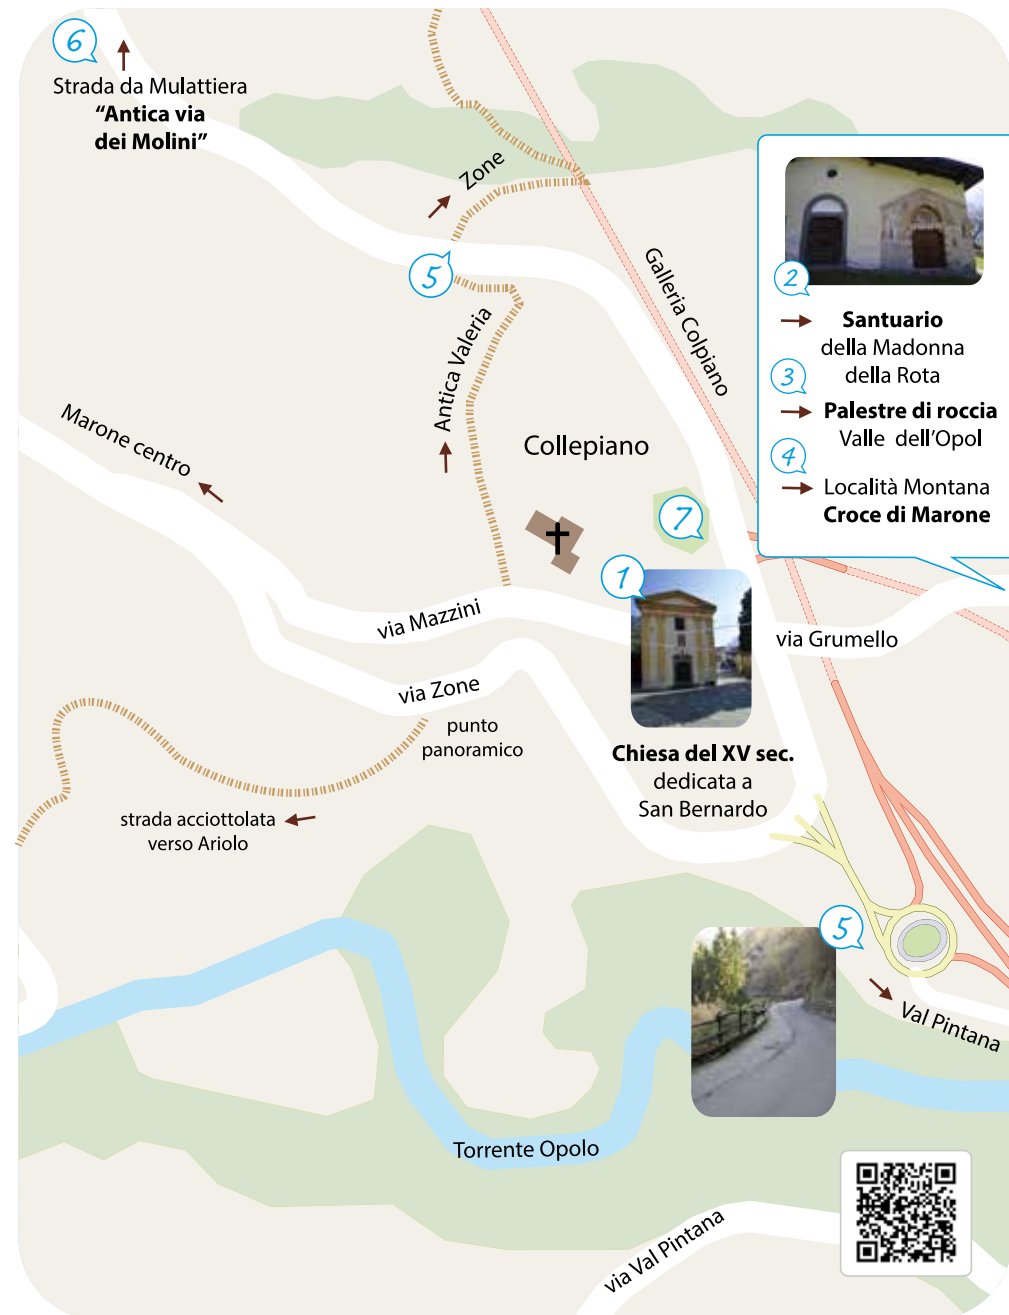 6
Strada da Mulattiera
“Antica via
dei Molini”
Zone
5
Galleria Colpiano
Antica Valeria
Marone centro
Collepiano
2
Santuario
della Madonna
della Rota
3
Palestre di roccia
Valle dell’Opol
4
Località Montana
Croce di Marone
7
1
via Mazzini
via Grumello
via Zone
punto
panoramico
Chiesa del XV sec.
dedicata a
San Bernardo
strada acciottolata
verso Ariolo
5
Val Pintana
Torrente Opolo
via Val Pintana